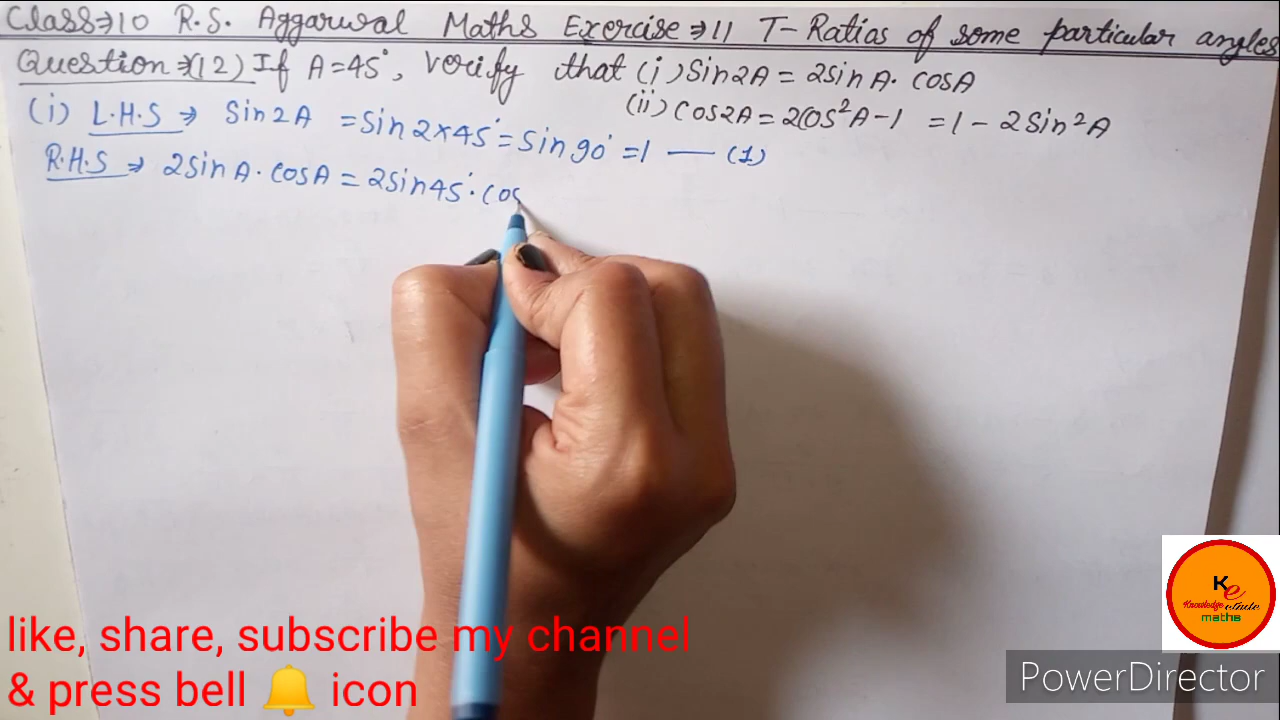 Class⇒10 R.S. Aggarwal Maths Exercise⇒11 T-Ratios of some particular angles
Question⇒(12) If A=45°, verify that (i) Sin2A = 2sinA. cosA
(ii) Cos2A = 2Cos²A-1 = 1-2Sin²A
(i) L.H.S ⇒ Sin2A = Sin2×45° = Sin90° = 1 — (1)
R.H.S ⇒ 2sinA.cosA = 2sin45°.Cos
Ke
Knowledge
maths
like, share, subscribe my channel
& press bell 🔔 icon
PowerDirector